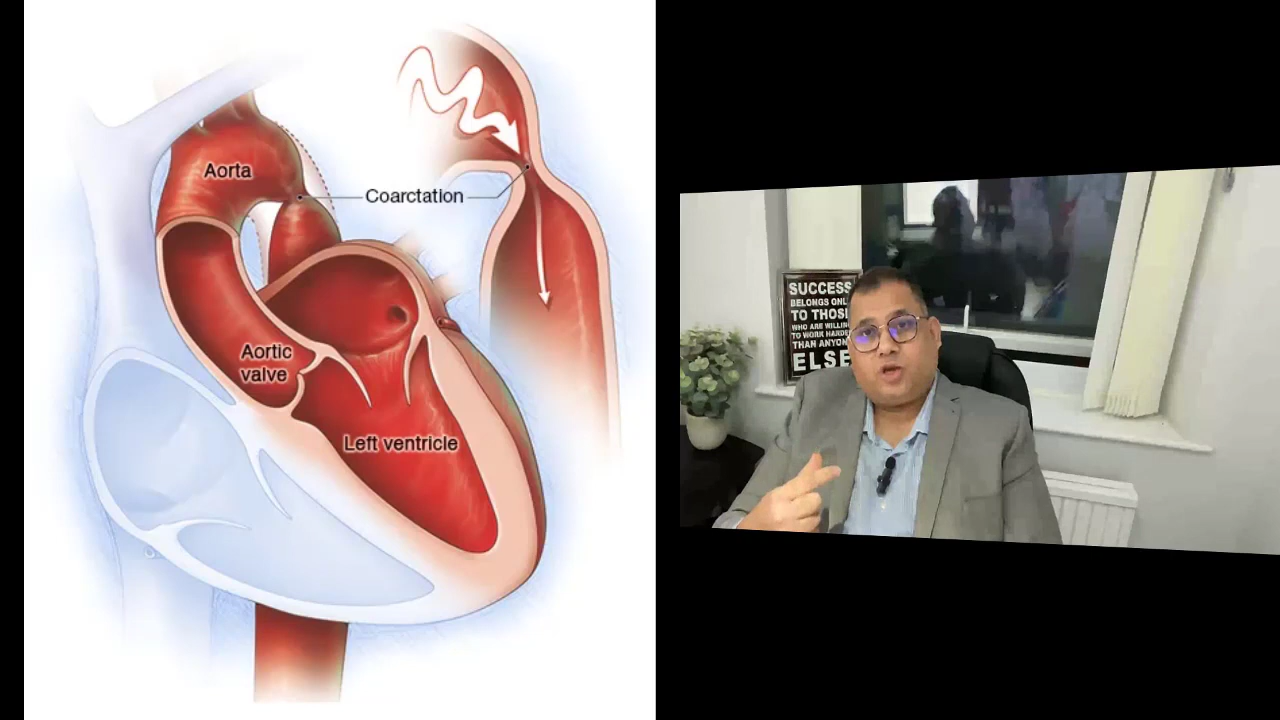 Aorta
Coarctation
Aortic
valve
Left ventricle
SUCCESS
BELONGS ONL
TO THOS
WHO ARE WILLIN
TO WORK HARDE
THAN ANYON
ELSE